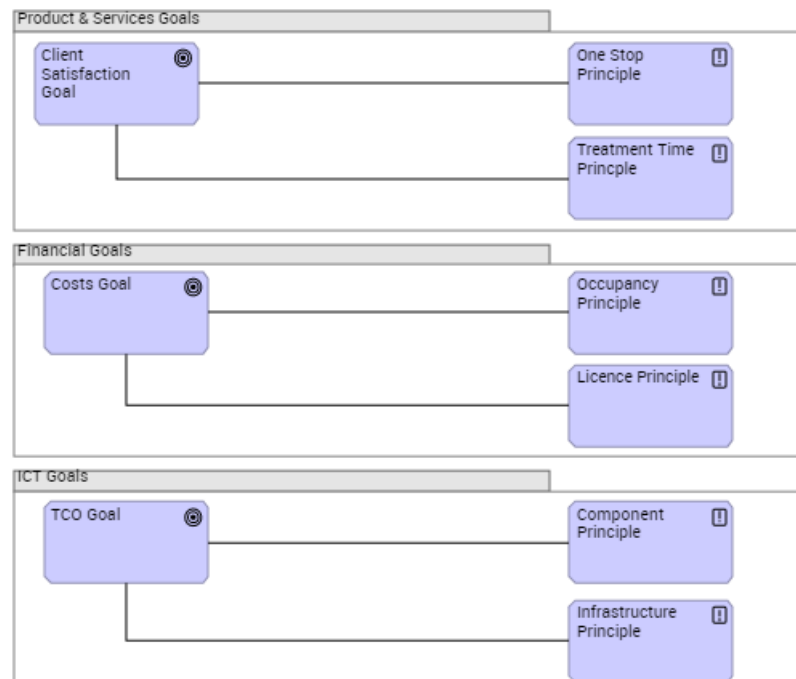 Product & Services Goals
Client
Satisfaction
Goal
One Stop
Principle
Treatment Time
Princple
Financial Goals
Costs Goal
Occupancy
Principle
Licence Principle
ICT Goals
TCO Goal
Component
Principle
Infrastructure
Principle